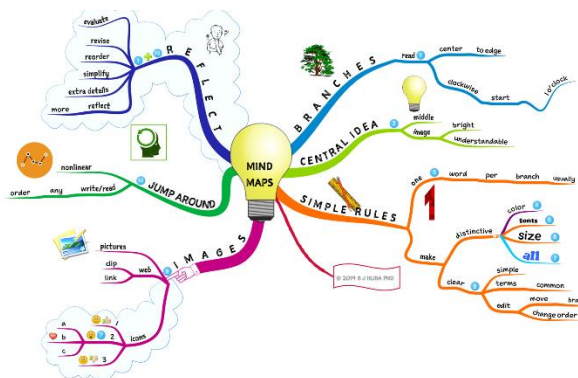 MIND
MAPS
BRANCHES
read
center
to edge
clockwise
start
1 o'clock
CENTRAL IDEA
middle
image
bright
understandable
SIMPLE RULES
one
word
per
branch
usually
1
make
distinctive
color
fonts
size
all
clear
simple
terms
common
edit
move
change order
© 2019 S J HUBA PHD
IMAGES
pictures
web
clip
link
icons
1
2
3
a
b
c
JUMP AROUND
nonlinear
write/read
any
order
REFLECT
evaluate
revise
reorder
simplify
extra details
reflect
more